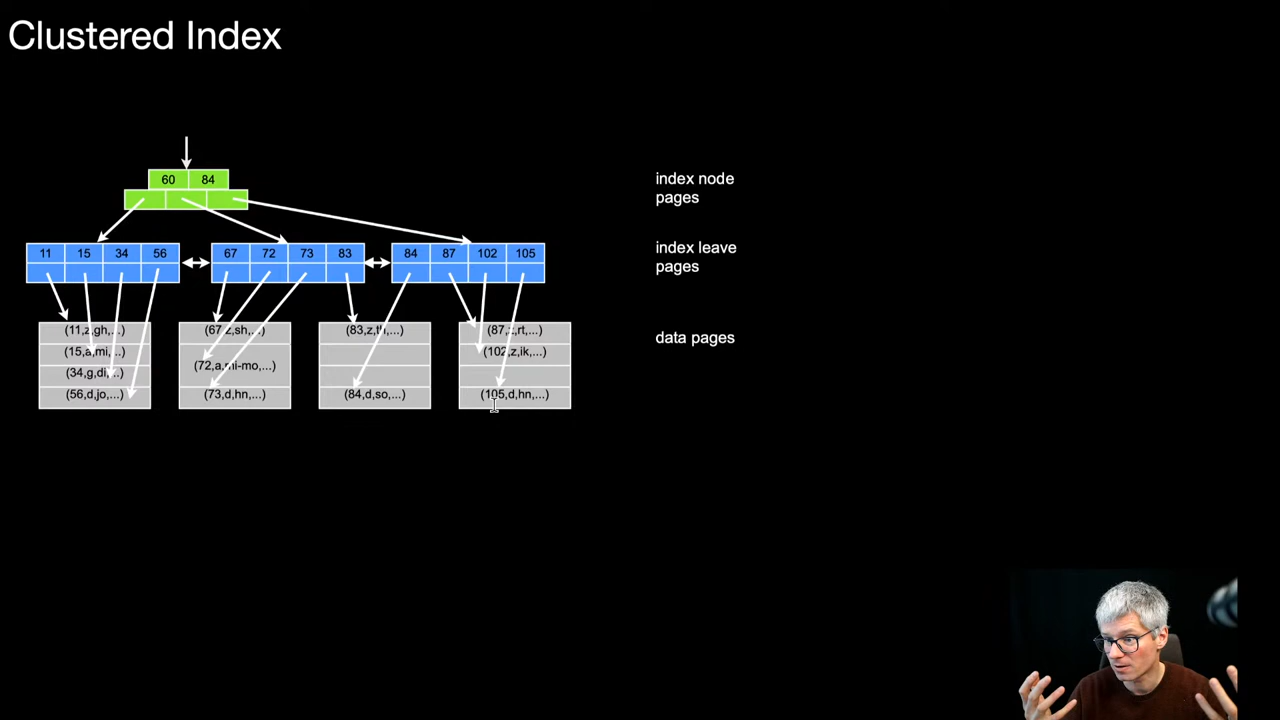 Clustered Index
60 84
index node
pages
11 15 34 56 67 72 73 83 84 87 102 105
index leave
pages
(11,z,gh,...) (67,z,sh,...) (83,z,th,...) (87,z,rt,...)
data pages
(15,a,mi,...) (102,z,ik,...)
(72,a,mi-mo,...)
(34,g,di,...)
(56,d,jo,...) (73,d,hn,...) (84,d,so,...) (105,d,hn,...)